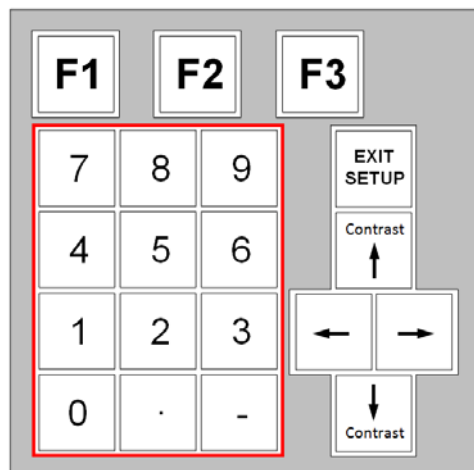 F1 F2 F3
7 8 9
EXIT
SETUP
4 5 6
Contrast
↑
1 2 3
← →
0 . -
↓
Contrast